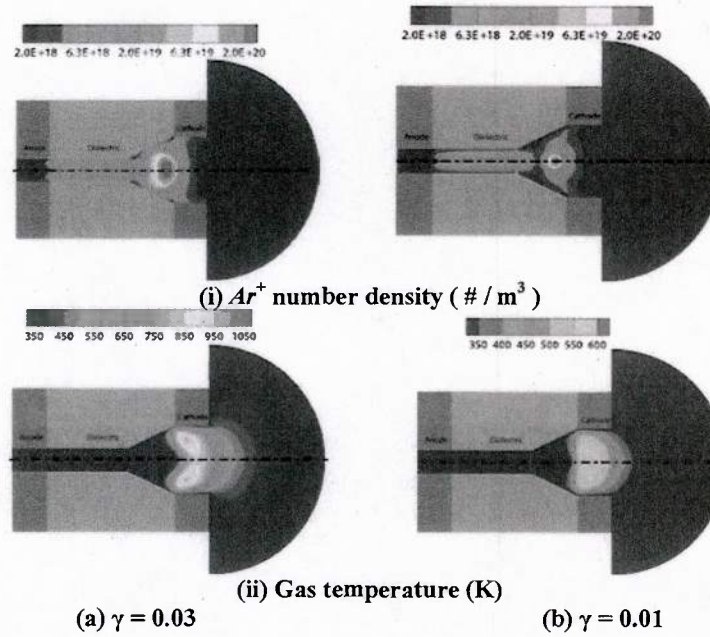 2.0E+18 6.3E+18 2.0E+19 6.3E+19 2.0E+20
2.0E+18 6.3E+18 2.0E+19 6.3E+19 2.0E+20
Anode Dielectric Cathode
Anode Dielectric Cathode
(i) Ar⁺ number density ( # / m³ )
350 450 550 650 750 850 950 1050
350 400 450 500 550 600
Anode Dielectric Cathode
Anode Dielectric Cathode
(ii) Gas temperature (K)
(a) γ = 0.03 (b) γ = 0.01